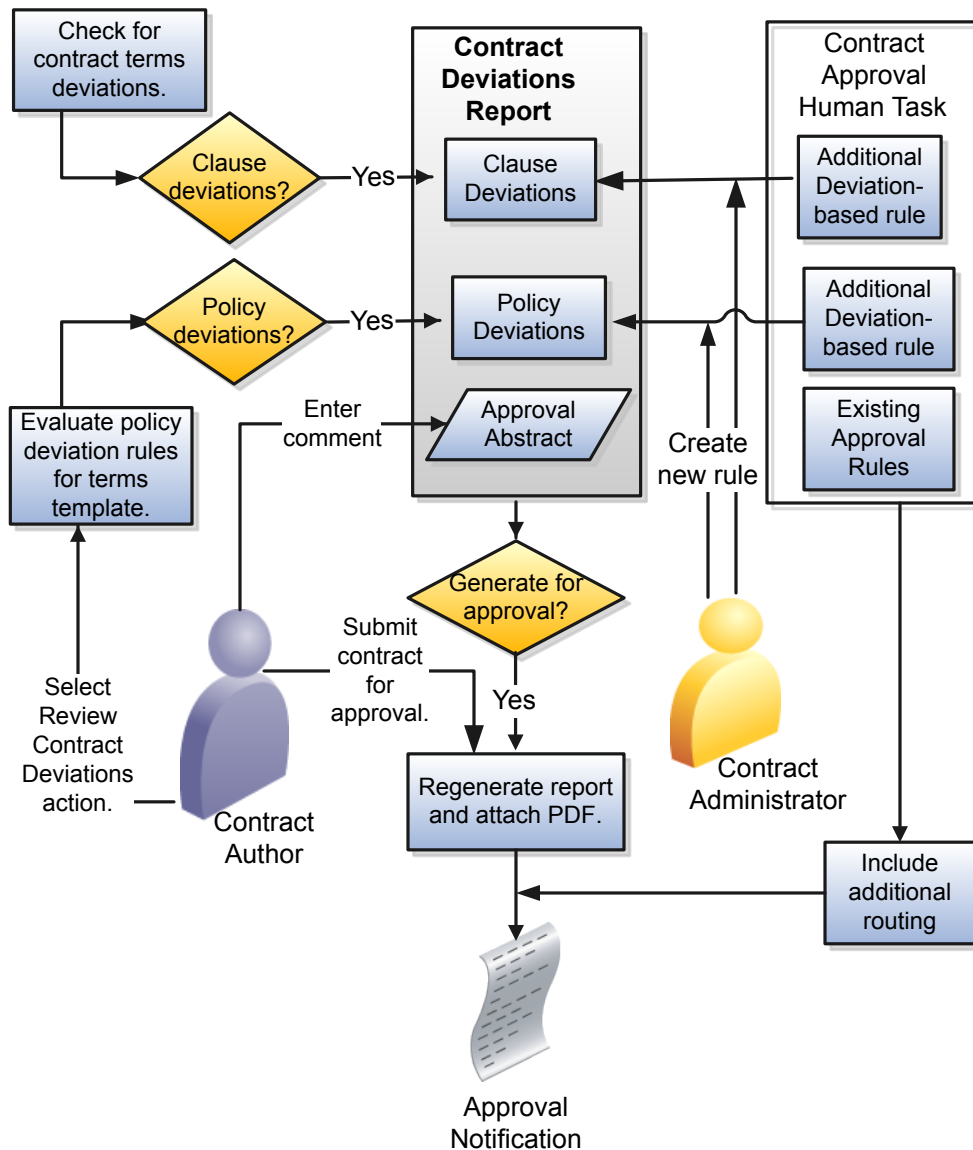 Check for
contract terms
deviations.
Contract
Deviations
Report
Contract
Approval
Human Task
Clause
deviations?
Yes
Clause
Deviations
Additional
Deviation-
based rule
Policy
deviations?
Yes
Policy
Deviations
Additional
Deviation-
based rule
Evaluate policy
deviation rules
for terms
template.
Enter
comment
Approval
Abstract
Create
new rule
Existing
Approval
Rules
Generate for
approval?
Submit
contract
for
approval.
Yes
Select
Review
Contract
Deviations
action.
Contract
Author
Regenerate report
and attach PDF.
Contract
Administrator
Include
additional
routing
Approval
Notification